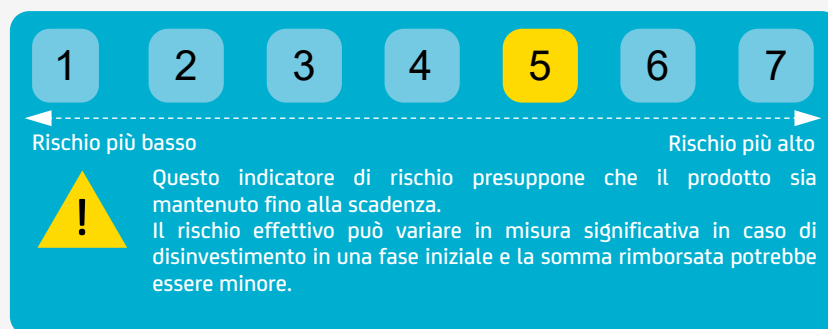 1 2 3 4 5 6 7
Rischio più basso Rischio più alto
!
Questo indicatore di rischio presuppone che il prodotto sia
mantenuto fino alla scadenza.
Il rischio effettivo può variare in misura significativa in caso di
disinvestimento in una fase iniziale e la somma rimborsata potrebbe
essere minore.